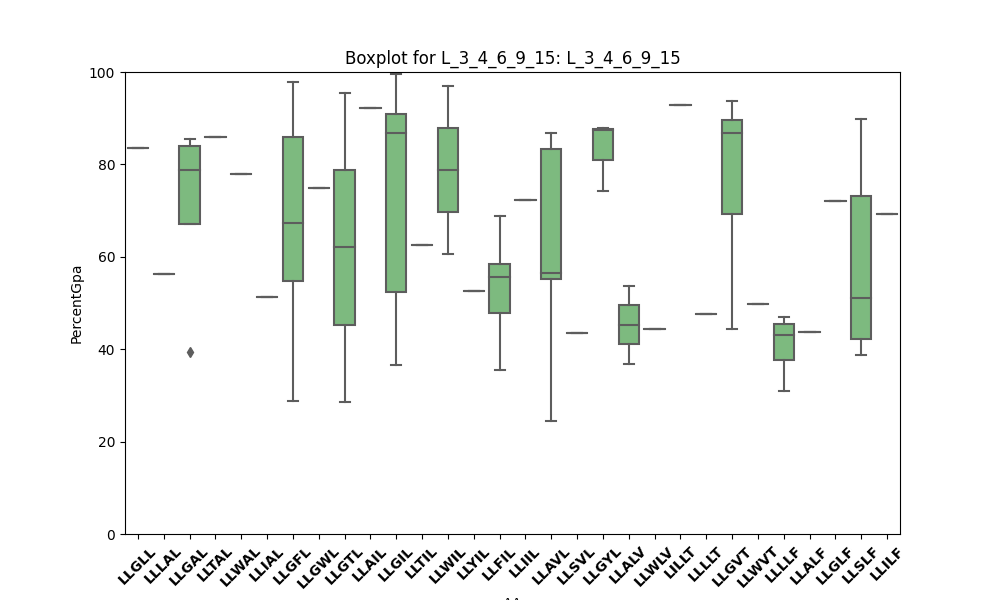 Boxplot for L_3_4_6_9_15: L_3_4_6_9_15
PercentGpa
100
80
60
40
20
0
LLGLL
LLLAL
LLGAL
LLTAL
LLWAL
LLIAL
LLGFL
LLGWL
LLGTL
LLAIL
LLGIL
LLTIL
LLWIL
LLYIL
LLFIL
LLIIL
LLAVL
LLSVL
LLGYL
LLALV
LLWLV
LILLT
LLLLT
LLGVT
LLWVT
LLLLF
LLALF
LLGLF
LLSLF
LLILF